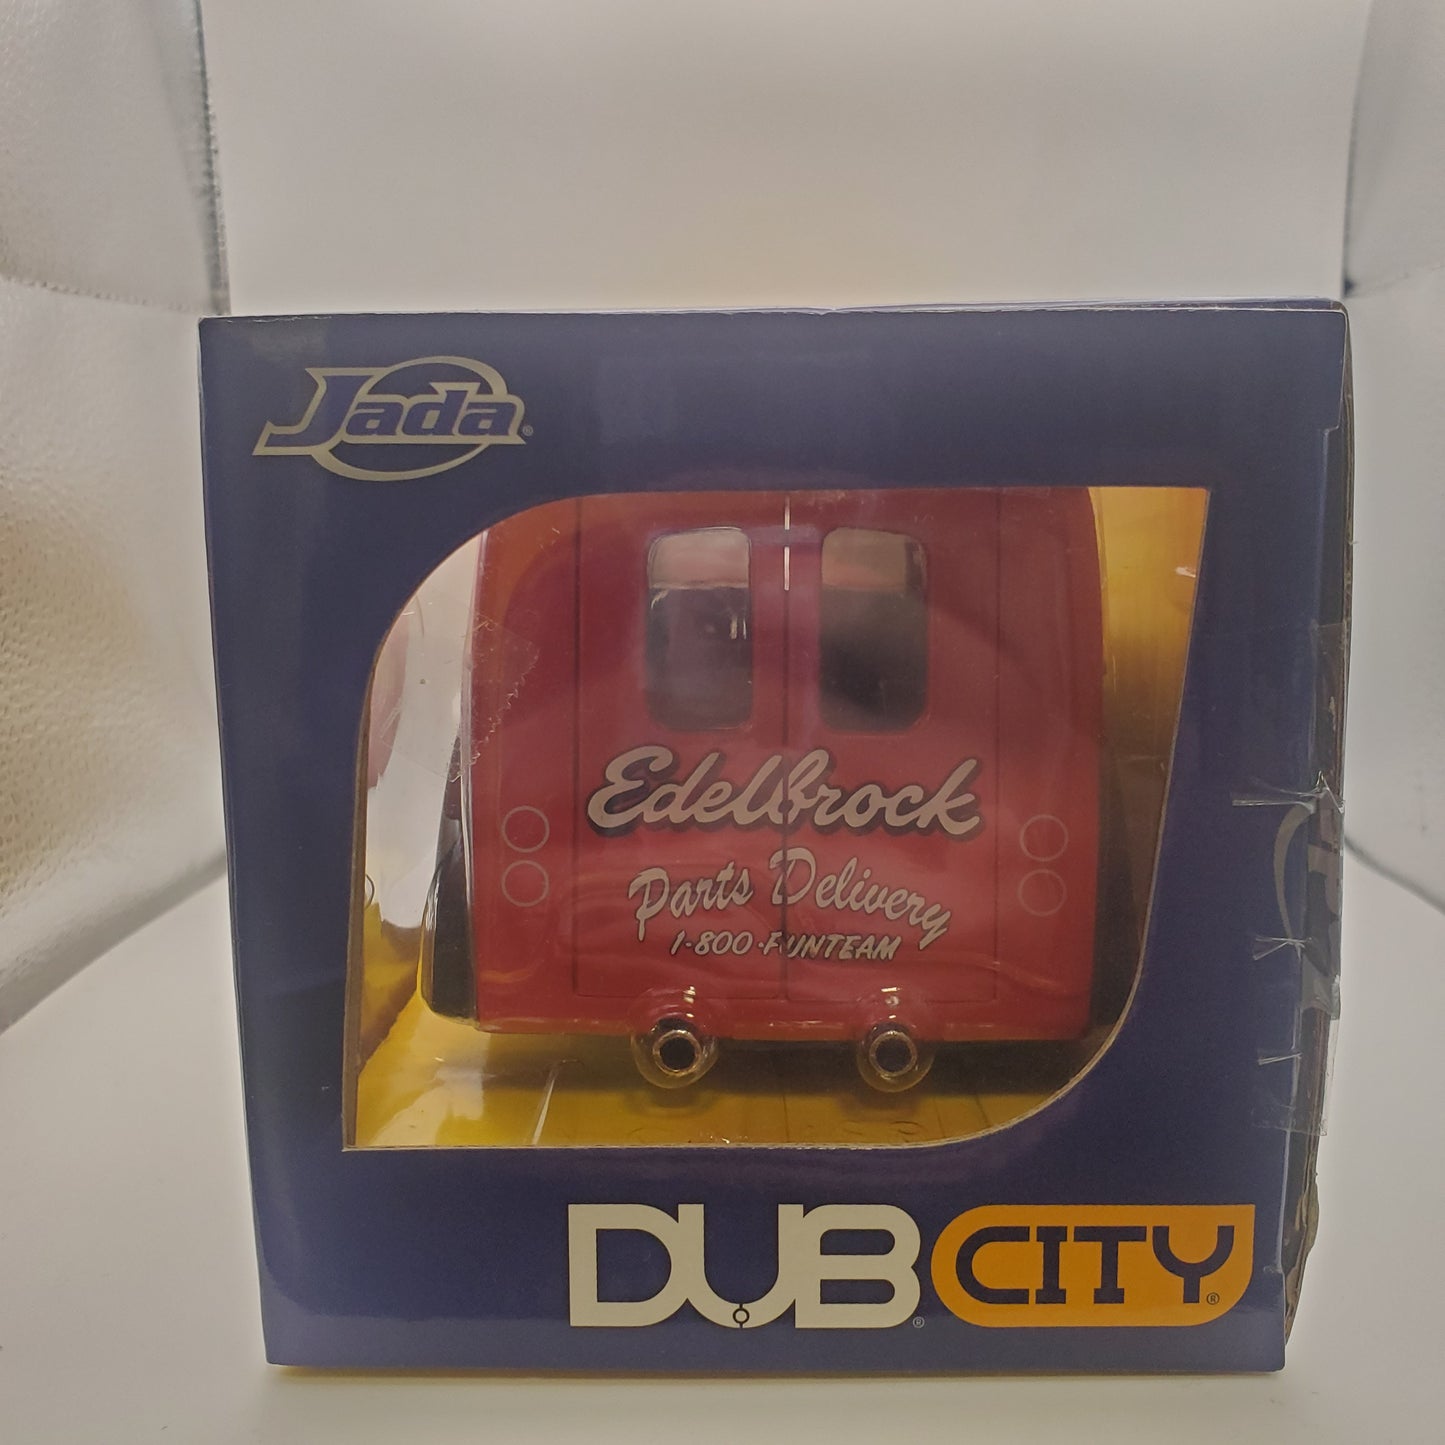 Jada®
Edelbrock
Parts Delivery
1-800-FUNTEAM
DUB® CITY®